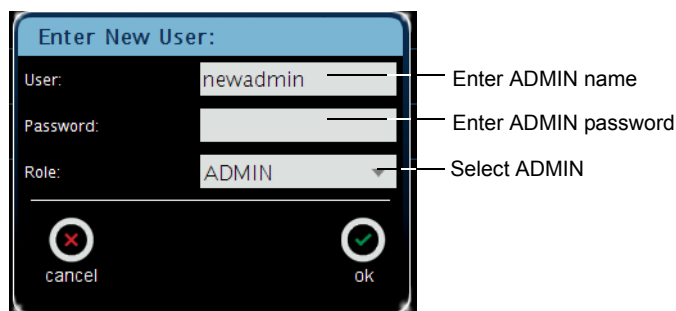 Enter New User:
User: newadmin Enter ADMIN name
Password: Enter ADMIN password
Role: ADMIN Select ADMIN
cancel ok